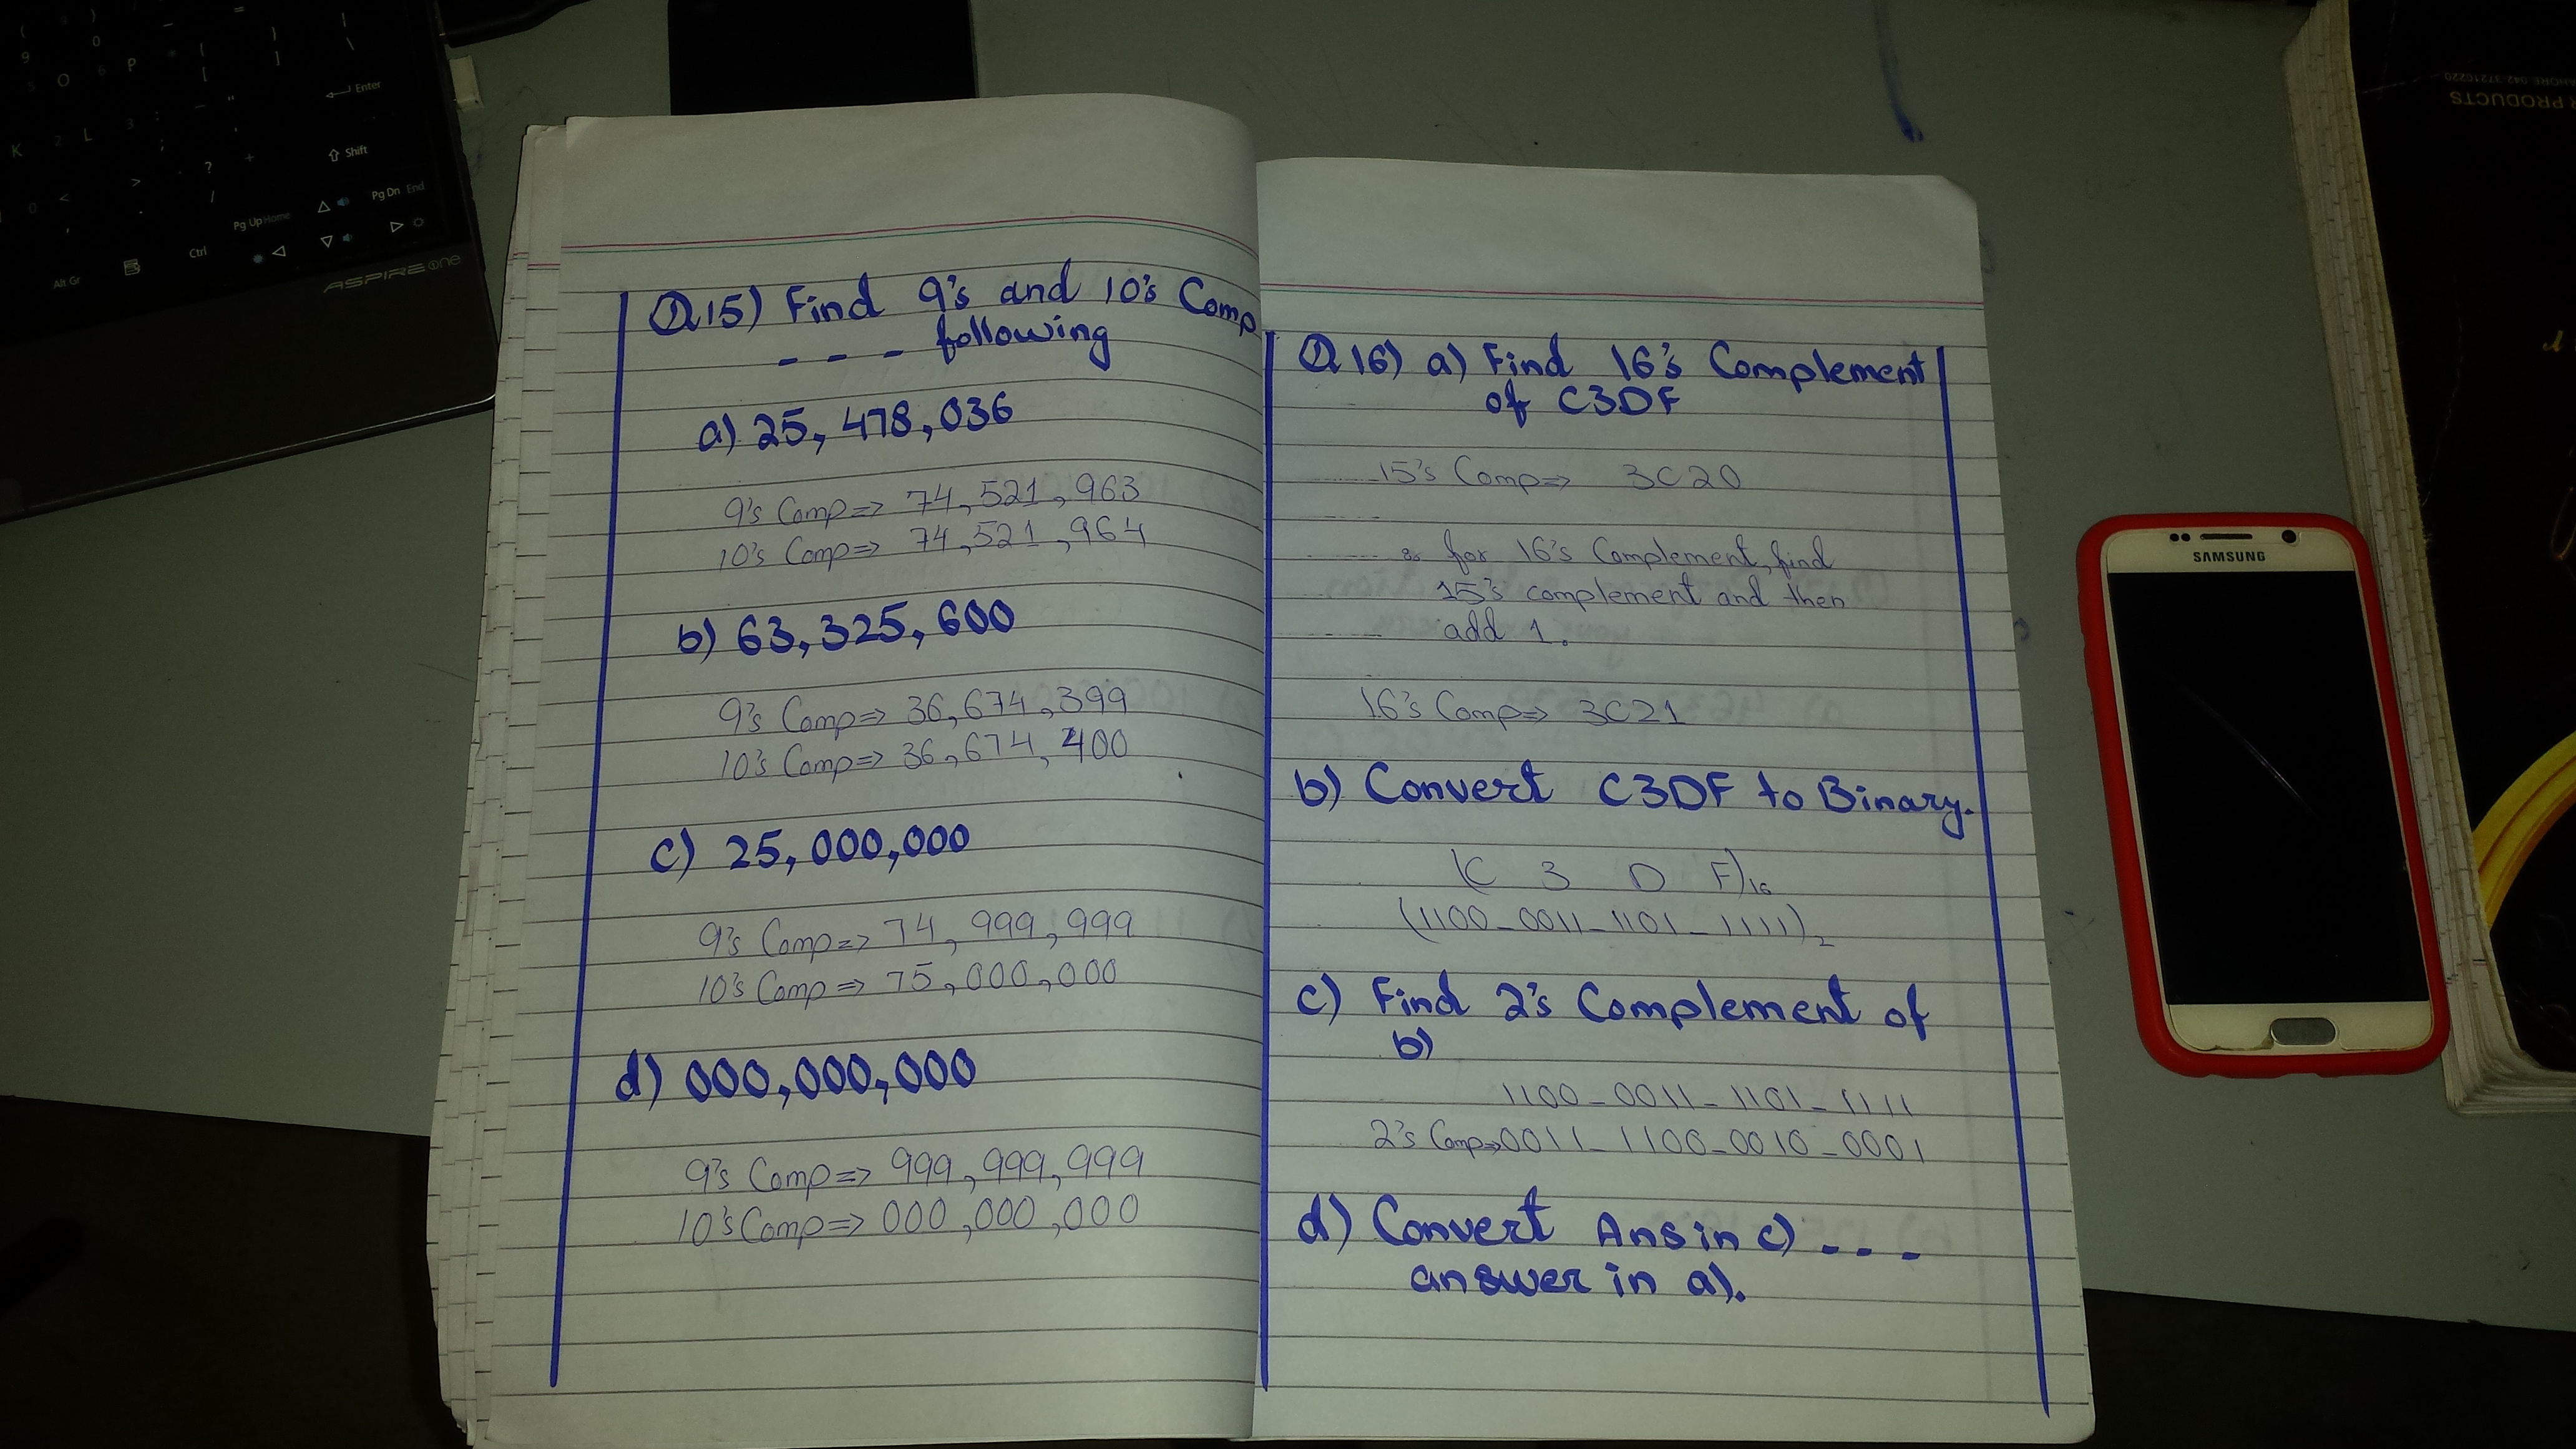 Q.15) Find 9's and 10's Comp
- - - - following
a) 25,478,036
9's Comp => 74,521,963
10's Comp => 74,521,964
b) 63,325,600
9's Comp => 36,674,399
10's Comp => 36,674,400
c) 25,000,000
9's Comp => 74,999,999
10's Comp => 75,000,000
d) 000,000,000
9's Comp => 999,999,999
10's Comp => 000,000,000
Q.16) a) Find 16's Complement
of C3DF
15's Comp => 3C20
for 16's Complement, find
15's complement and then
add 1.
16's Comp => 3C21
b) Convert C3DF to Binary.
(C 3 D F)16
(1100-0011-1101-1111)2
c) Find 2's Complement of
b)
1100-0011-1101-1111
2's Comp => 0011-1100-0010-0001
d) Convert Ans in c) - - - -
answer in a).
SAMSUNG
ASPIRE one
Alt Gr
Ctrl
Pg Up Home
Pg Dn End
Shift
Enter
PRODUCTS